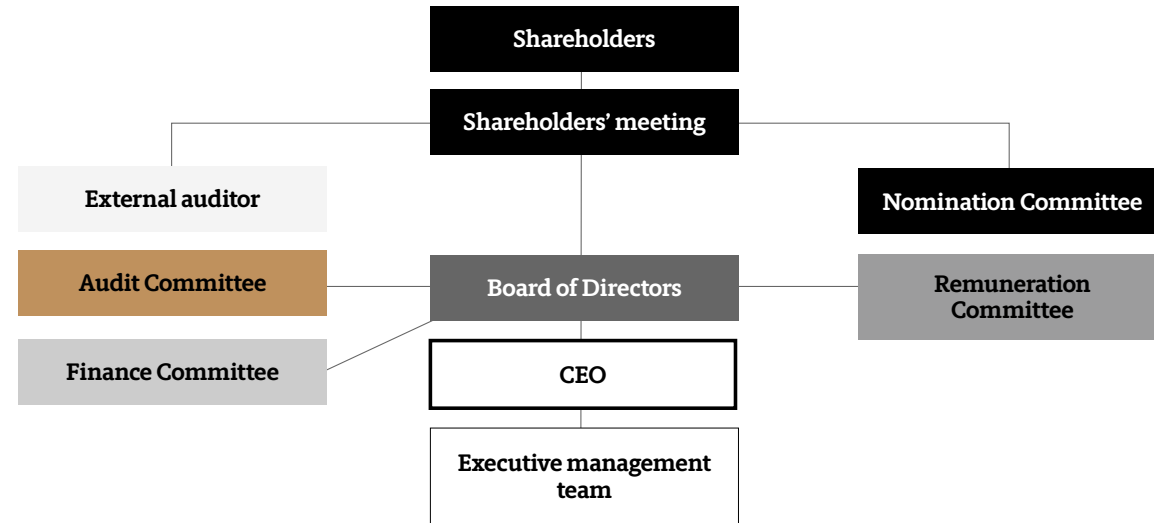 Shareholders
Shareholders’ meeting
External auditor
Nomination Committee
Audit Committee
Board of Directors
Remuneration
Committee
Finance Committee
CEO
Executive management
team